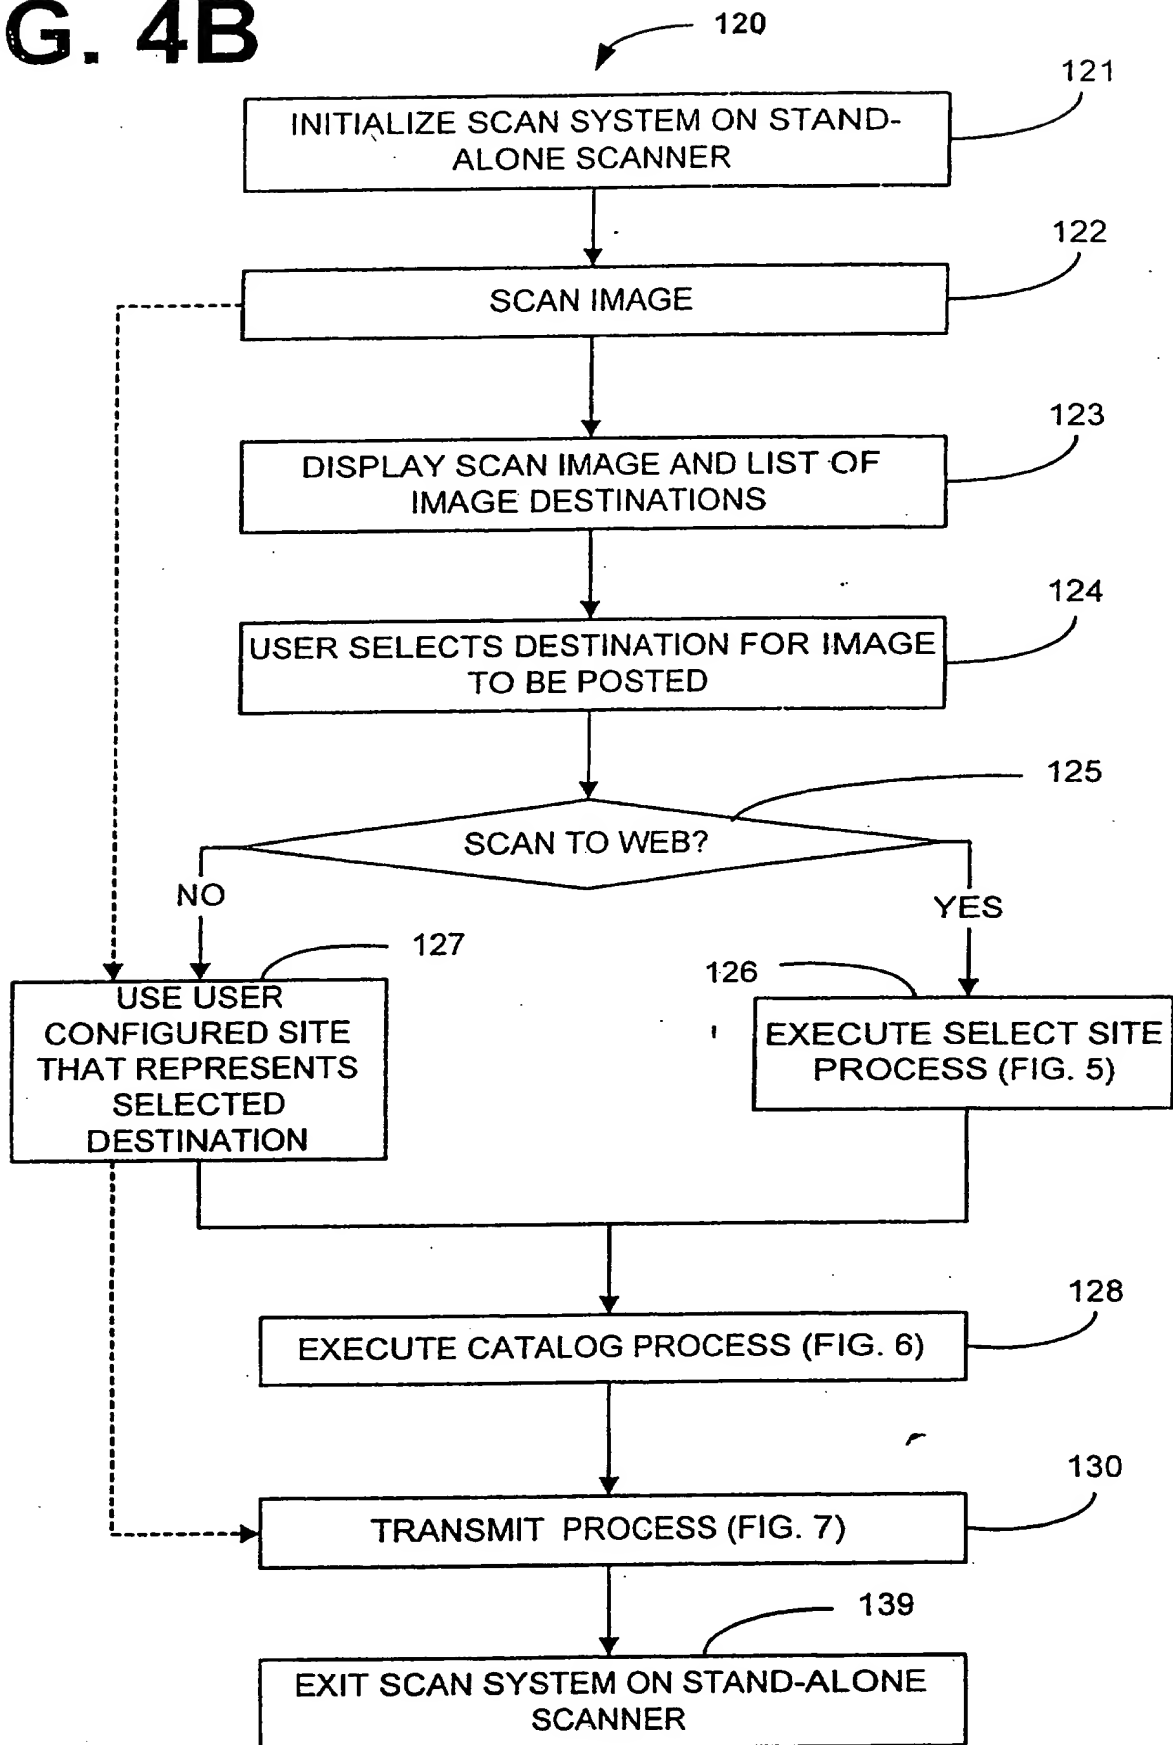 G. 4B
120
121
INITIALIZE SCAN SYSTEM ON STAND-
ALONE SCANNER
122
SCAN IMAGE
123
DISPLAY SCAN IMAGE AND LIST OF
IMAGE DESTINATIONS
124
USER SELECTS DESTINATION FOR IMAGE
TO BE POSTED
125
SCAN TO WEB?
NO
YES
127
126
USE USER
CONFIGURED SITE
THAT REPRESENTS
SELECTED
DESTINATION
EXECUTE SELECT SITE
PROCESS (FIG. 5)
128
EXECUTE CATALOG PROCESS (FIG. 6)
130
TRANSMIT PROCESS (FIG. 7)
139
EXIT SCAN SYSTEM ON STAND-ALONE
SCANNER